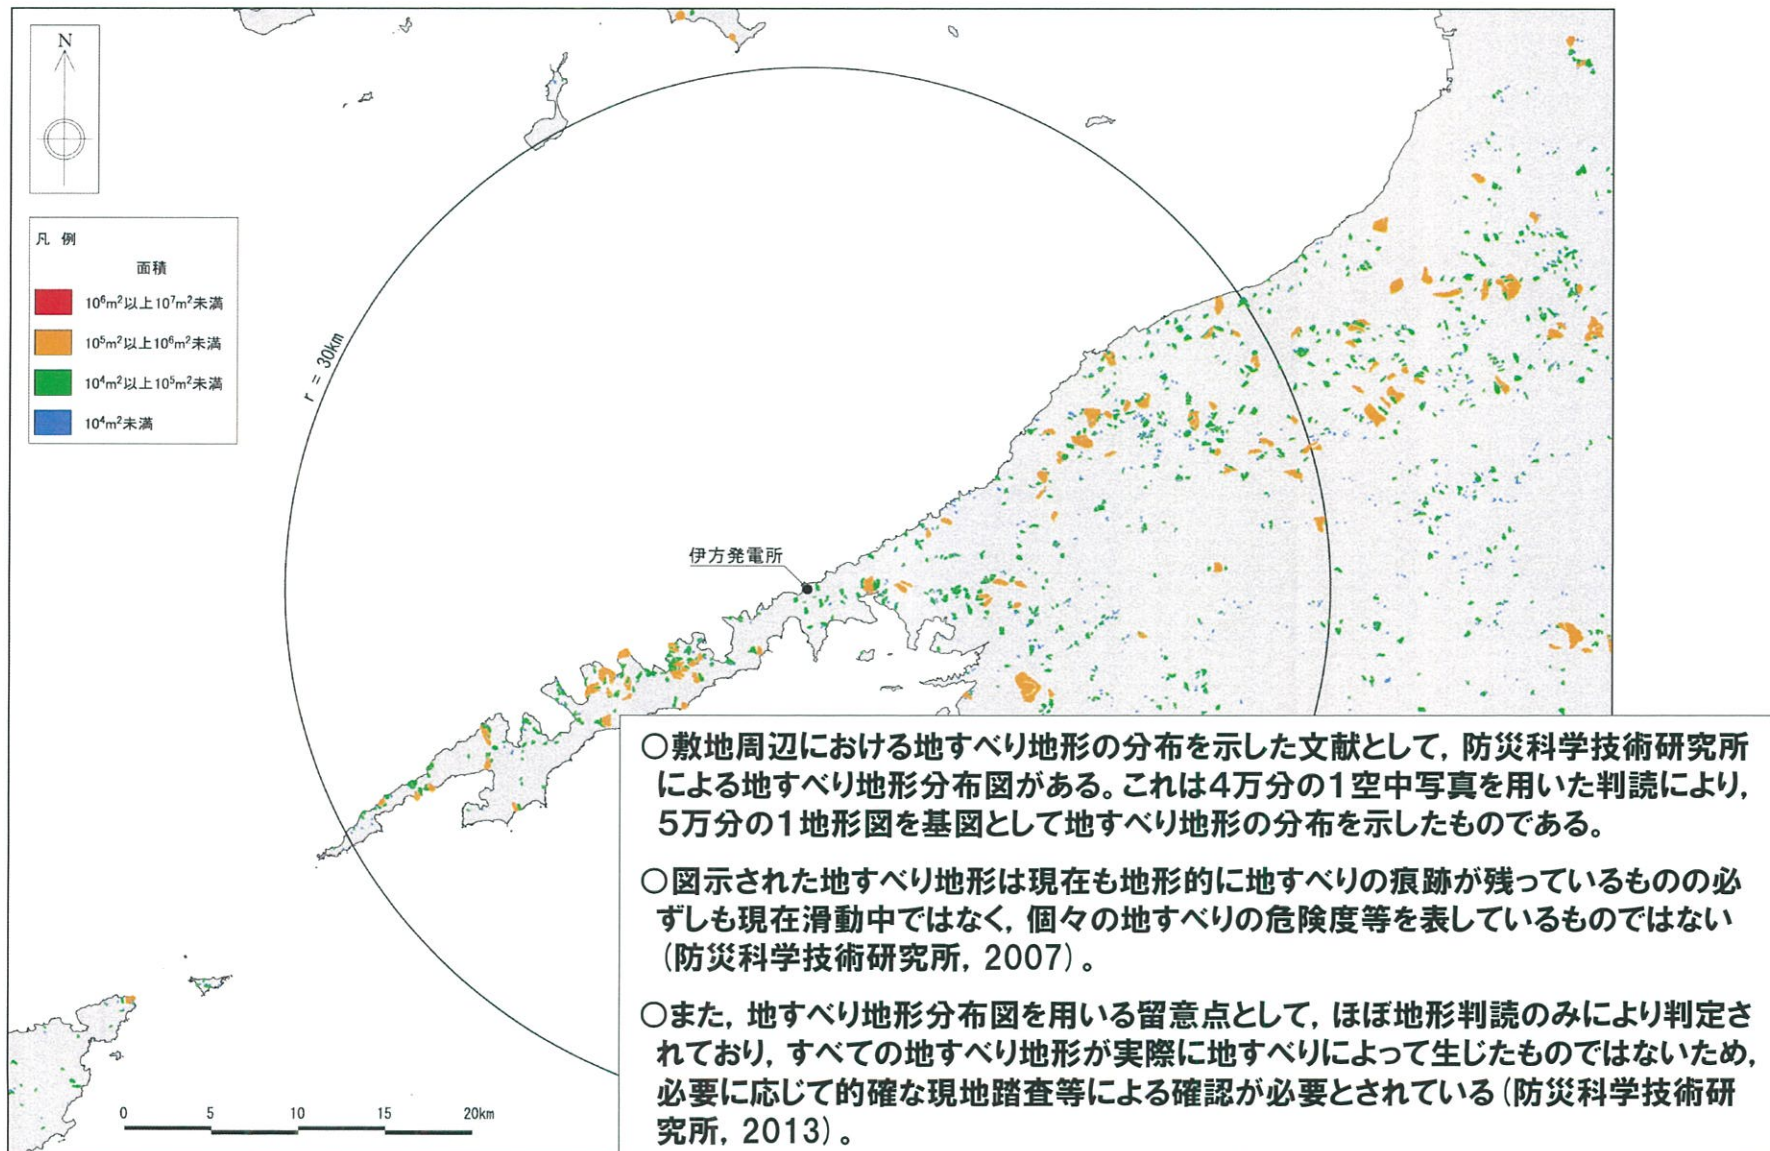 N
凡 例
面積
10⁶m²以上10⁷m²未満
10⁵m²以上10⁶m²未満
10⁴m²以上10⁵m²未満
10⁴m²未満
r = 30km
伊方発電所
○敷地周辺における地すべり地形の分布を示した文献として，防災科学技術研究所
による地すべり地形分布図がある。これは4万分の1空中写真を用いた判読により，
5万分の1地形図を基図として地すべり地形の分布を示したものである。
○図示された地すべり地形は現在も地形的に地すべりの痕跡が残っているものの必
ずしも現在滑動中ではなく，個々の地すべりの危険度等を表しているものではない
（防災科学技術研究所，2007）。
○また，地すべり地形分布図を用いる留意点として，ほぼ地形判読のみにより判定さ
れており，すべての地すべり地形が実際に地すべりによって生じたものではないため，
必要に応じて的確な現地踏査等による確認が必要とされている（防災科学技術研
究所，2013）。
0 5 10 15 20km